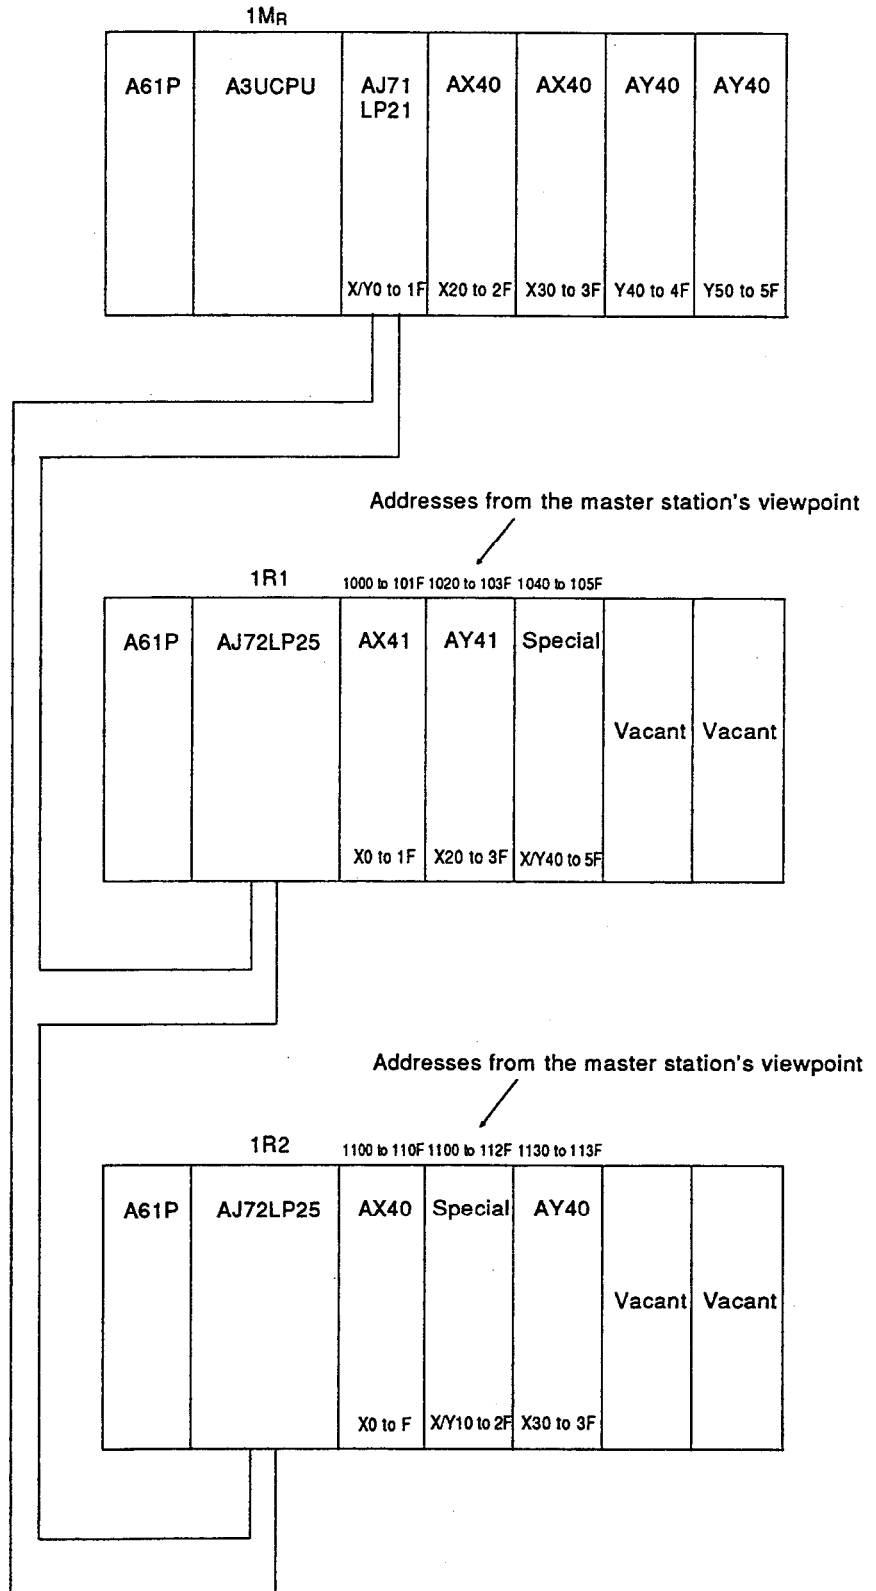 1MR
A61P A3UCPU AJ71 AX40 AX40 AY40 AY40
LP21
X/Y0 to 1F X20 to 2F X30 to 3F Y40 to 4F Y50 to 5F
Addresses from the master station's viewpoint
1R1 1000 to 101F 1020 to 103F 1040 to 105F
A61P AJ72LP25 AX41 AY41 Special
Vacant Vacant
X0 to 1F X20 to 3F X/Y40 to 5F
Addresses from the master station's viewpoint
1R2 1100 to 110F 1100 to 112F 1130 to 113F
A61P AJ72LP25 AX40 Special AY40
Vacant Vacant
X0 to F X/Y10 to 2F X30 to 3F